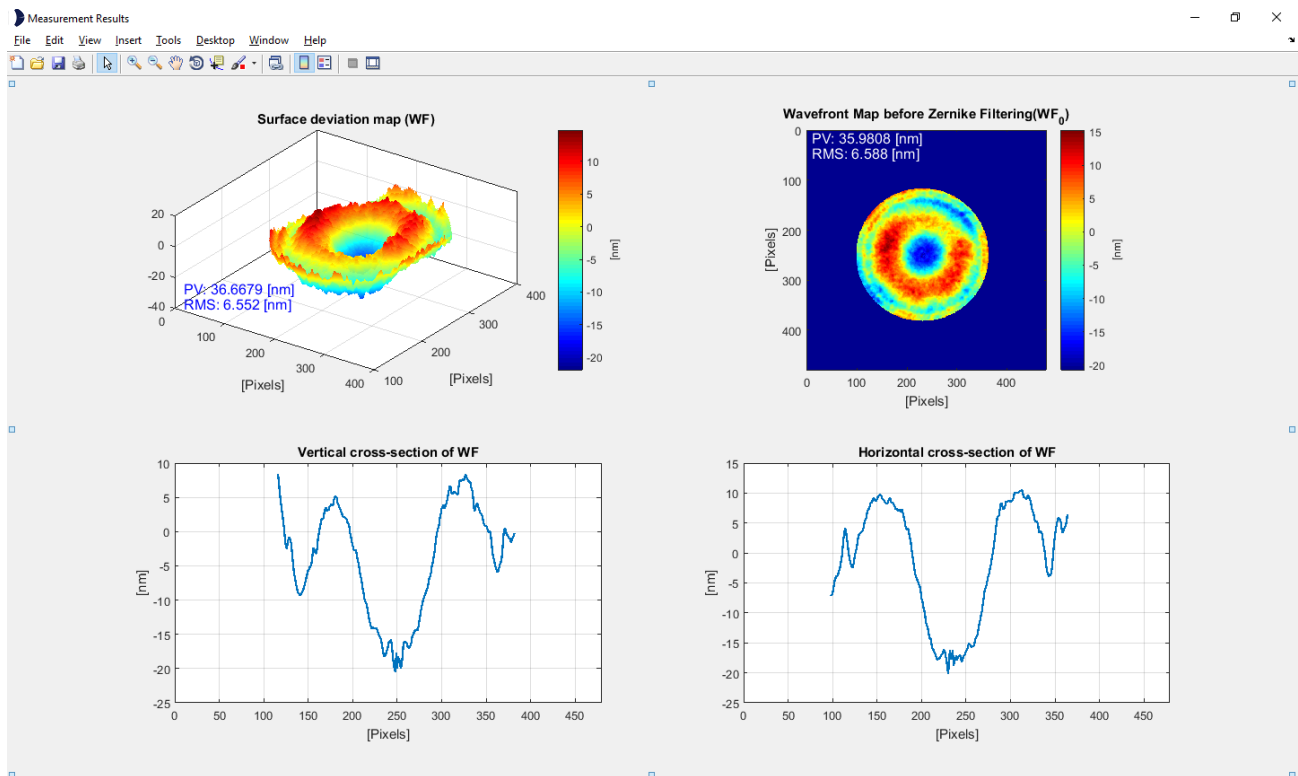 Measurement Results
File Edit View Insert Tools Desktop Window Help
Surface deviation map (WF)
20
0
-20
-40
PV: 36.6679 [nm]
RMS: 6.552 [nm]
0
100
200
300
400
[Pixels]
100
200
300
400
[Pixels]
10
5
0
-5
-10
-15
-20
[nm]
Wavefront Map before Zernike Filtering(WF0)
PV: 35.9808 [nm]
RMS: 6.588 [nm]
0
100
200
300
400
[Pixels]
0 100 200 300 400
[Pixels]
15
10
5
0
-5
-10
-15
-20
[nm]
Vertical cross-section of WF
10
5
0
-5
-10
-15
-20
-25
[nm]
0 50 100 150 200 250 300 350 400 450
[Pixels]
Horizontal cross-section of WF
15
10
5
0
-5
-10
-15
-20
-25
[nm]
0 50 100 150 200 250 300 350 400 450
[Pixels]